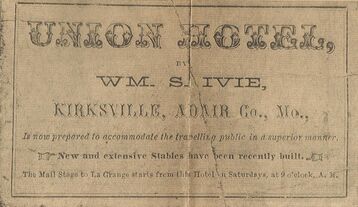 UNION HOTEL,
BY
WM. S. IVIE,
KIRKSVILLE, ADAIR Co., Mo.,
Is now prepared to accommodate the travelling public in a superior manner.
New and extensive Stables have been recently built.
The Mail Stage to La Grange starts from this Hotel on Saturdays, at 9 o'clock, A. M.